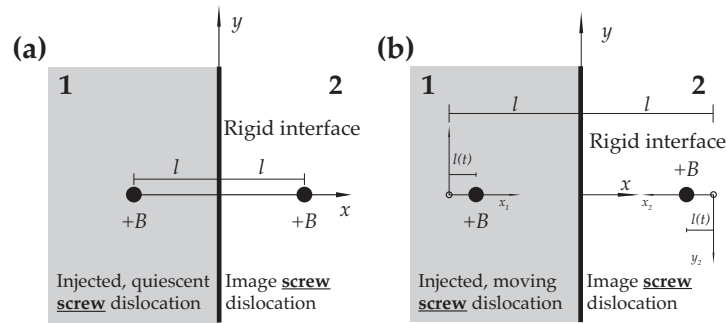 (a)
y
1
2
Rigid interface
l
l
x
+B
+B
Injected, quiescent
screw dislocation
Image screw
dislocation
(b)
y
1
2
l
l
Rigid interface
l(t)
+B
x₁
x
x₂
+B
l(t)
y₂
Injected, moving
screw dislocation
Image screw
dislocation